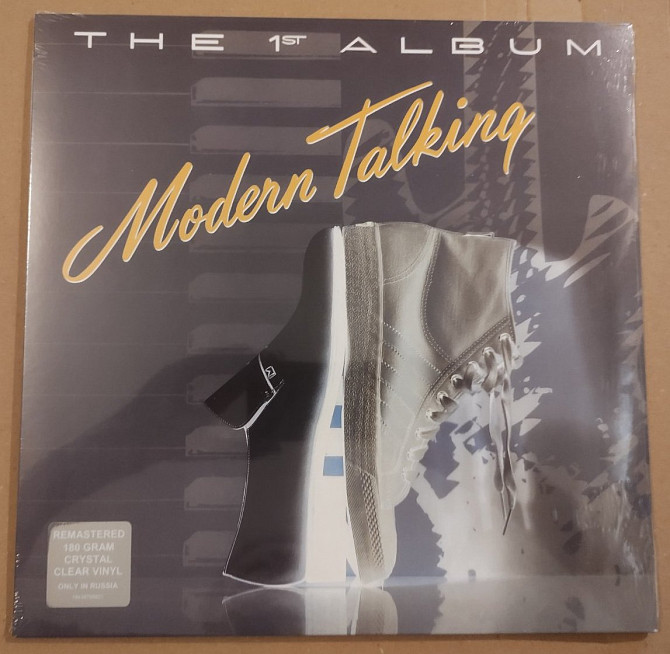 THE 1ST ALBUM
Modern Talking
REMASTERED
180 GRAM
CRYSTAL
CLEAR VINYL
ONLY IN RUSSIA